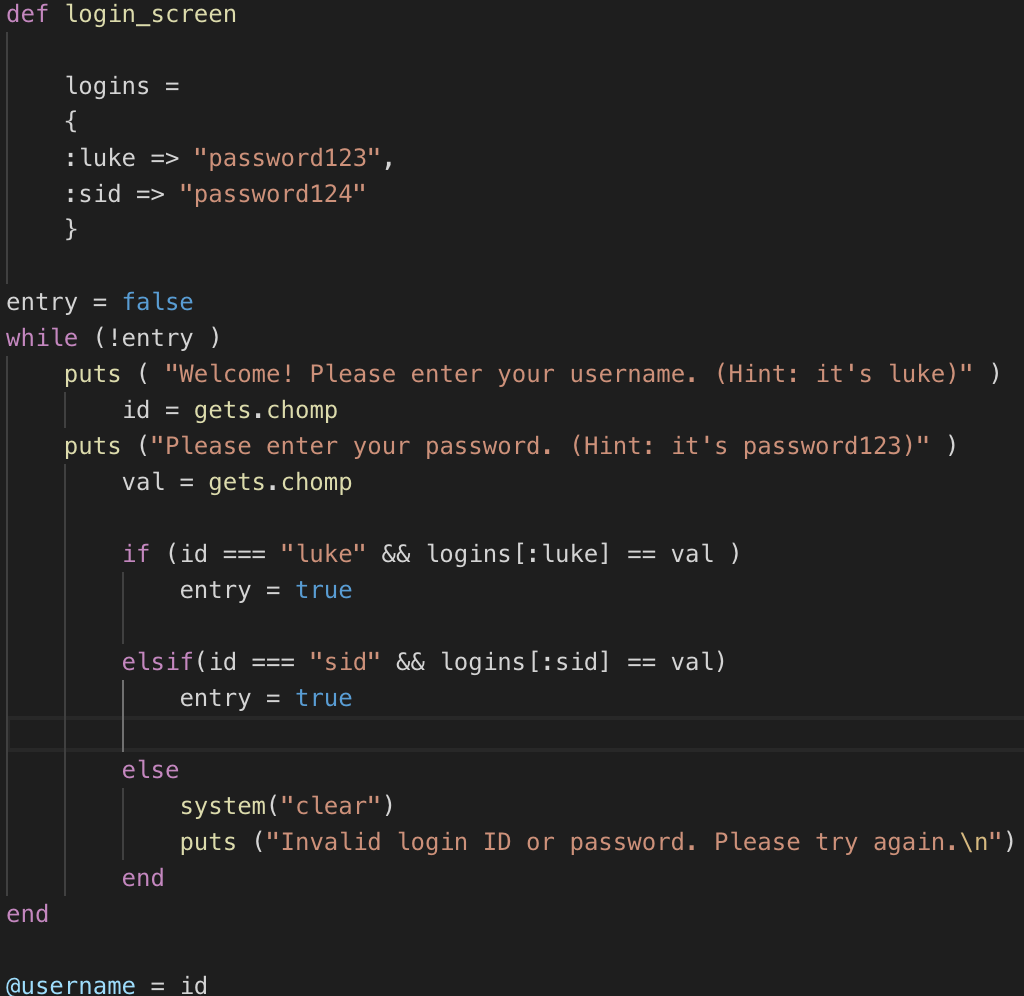 def login_screen
logins =
{
:luke => "password123",
:sid => "password124"
}
entry = false
while (!entry )
puts ( "Welcome! Please enter your username. (Hint: it's luke)" )
id = gets.chomp
puts ("Please enter your password. (Hint: it's password123)" )
val = gets.chomp
if (id === "luke" && logins[:luke] == val )
entry = true
elsif(id === "sid" && logins[:sid] == val)
entry = true
else
system("clear")
puts ("Invalid login ID or password. Please try again.\n")
end
end
@username = id